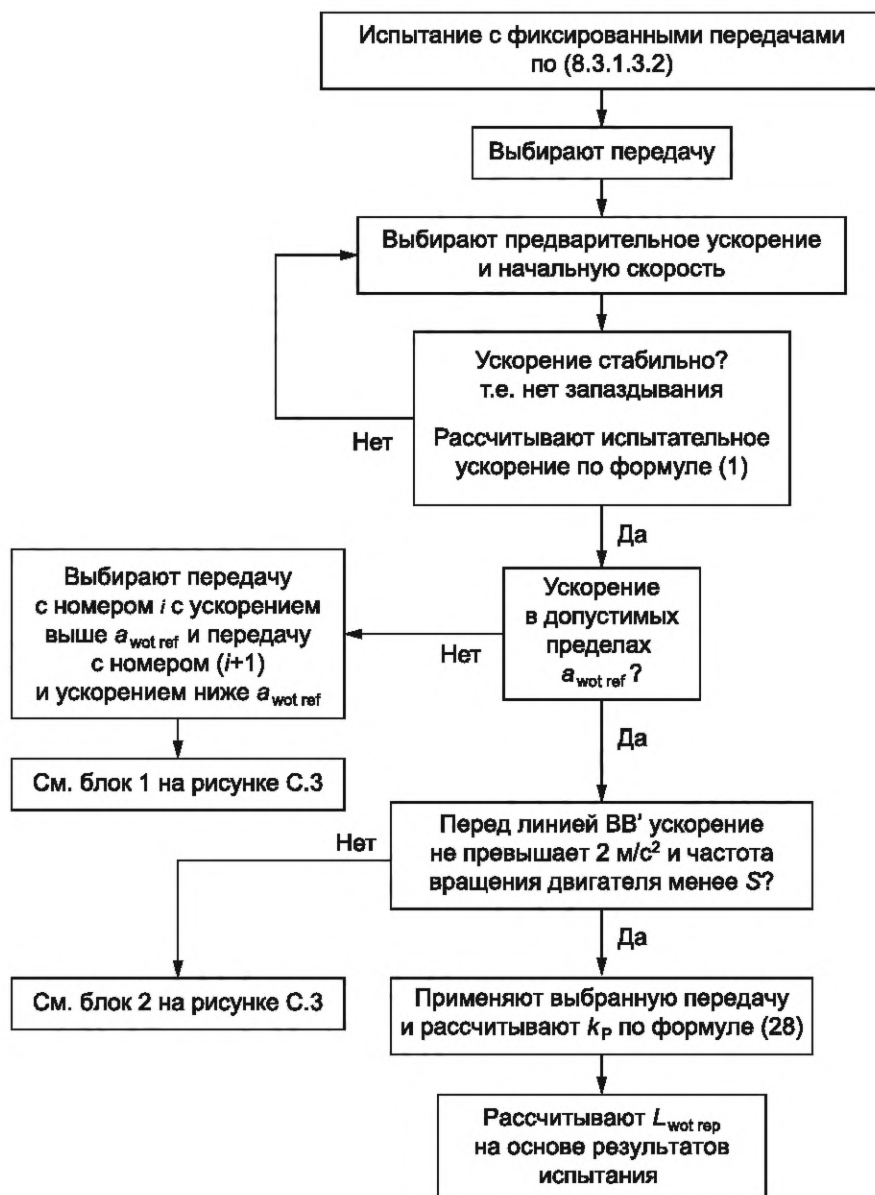 Испытание с фиксированными передачами
по (8.3.1.3.2)
Выбирают передачу
Выбирают предварительное ускорение
и начальную скорость
Ускорение стабильно?
т.е. нет запаздывания
Рассчитывают испытательное
ускорение по формуле (1)
Нет
Да
Ускорение
в допустимых
пределах
a wot ref?
Нет
Выбирают передачу
с номером i с ускорением
выше a wot ref и передачу
с номером (i+1)
и ускорением ниже a wot ref
См. блок 1 на рисунке С.3
Да
Перед линией BB' ускорение
не превышает 2 м/с² и частота
вращения двигателя менее S?
Нет
См. блок 2 на рисунке С.3
Да
Применяют выбранную передачу
и рассчитывают kP по формуле (28)
Рассчитывают L wot rep
на основе результатов
испытания